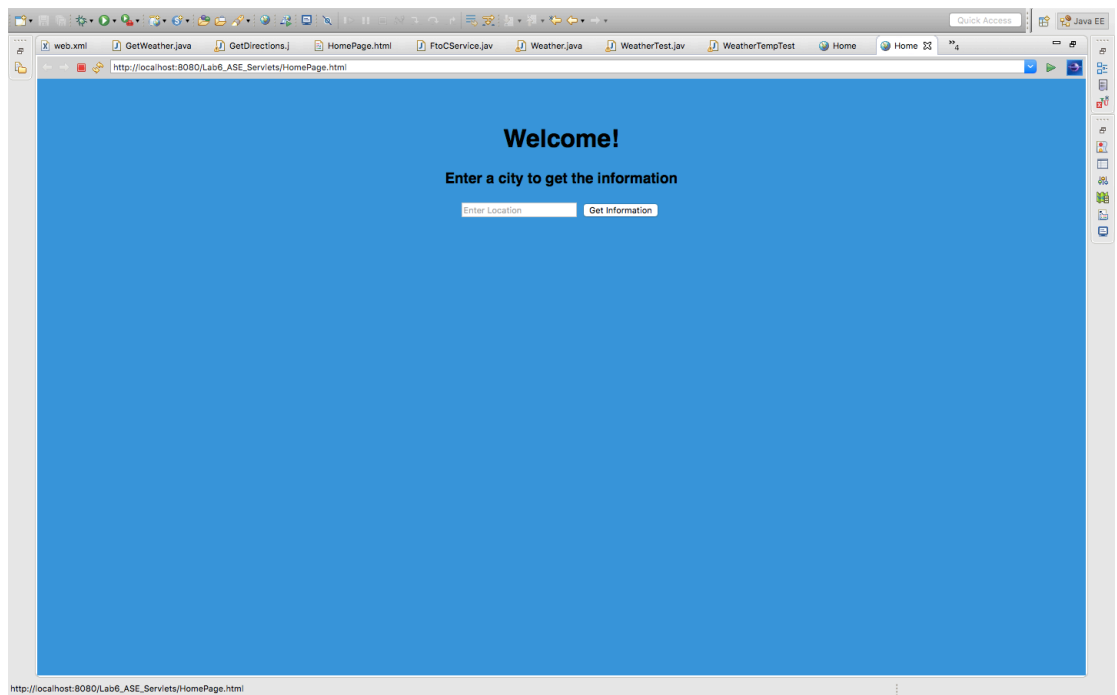 Quick Access
Java EE
web.xml
GetWeather.java
GetDirections.j
HomePage.html
FtoCService.jav
Weather.java
WeatherTest.jav
WeatherTempTest
Home
Home
»4
http://localhost:8080/Lab6_ASE_Servlets/HomePage.html
Welcome!
Enter a city to get the information
Enter Location
Get Information
http://localhost:8080/Lab6_ASE_Servlets/HomePage.html